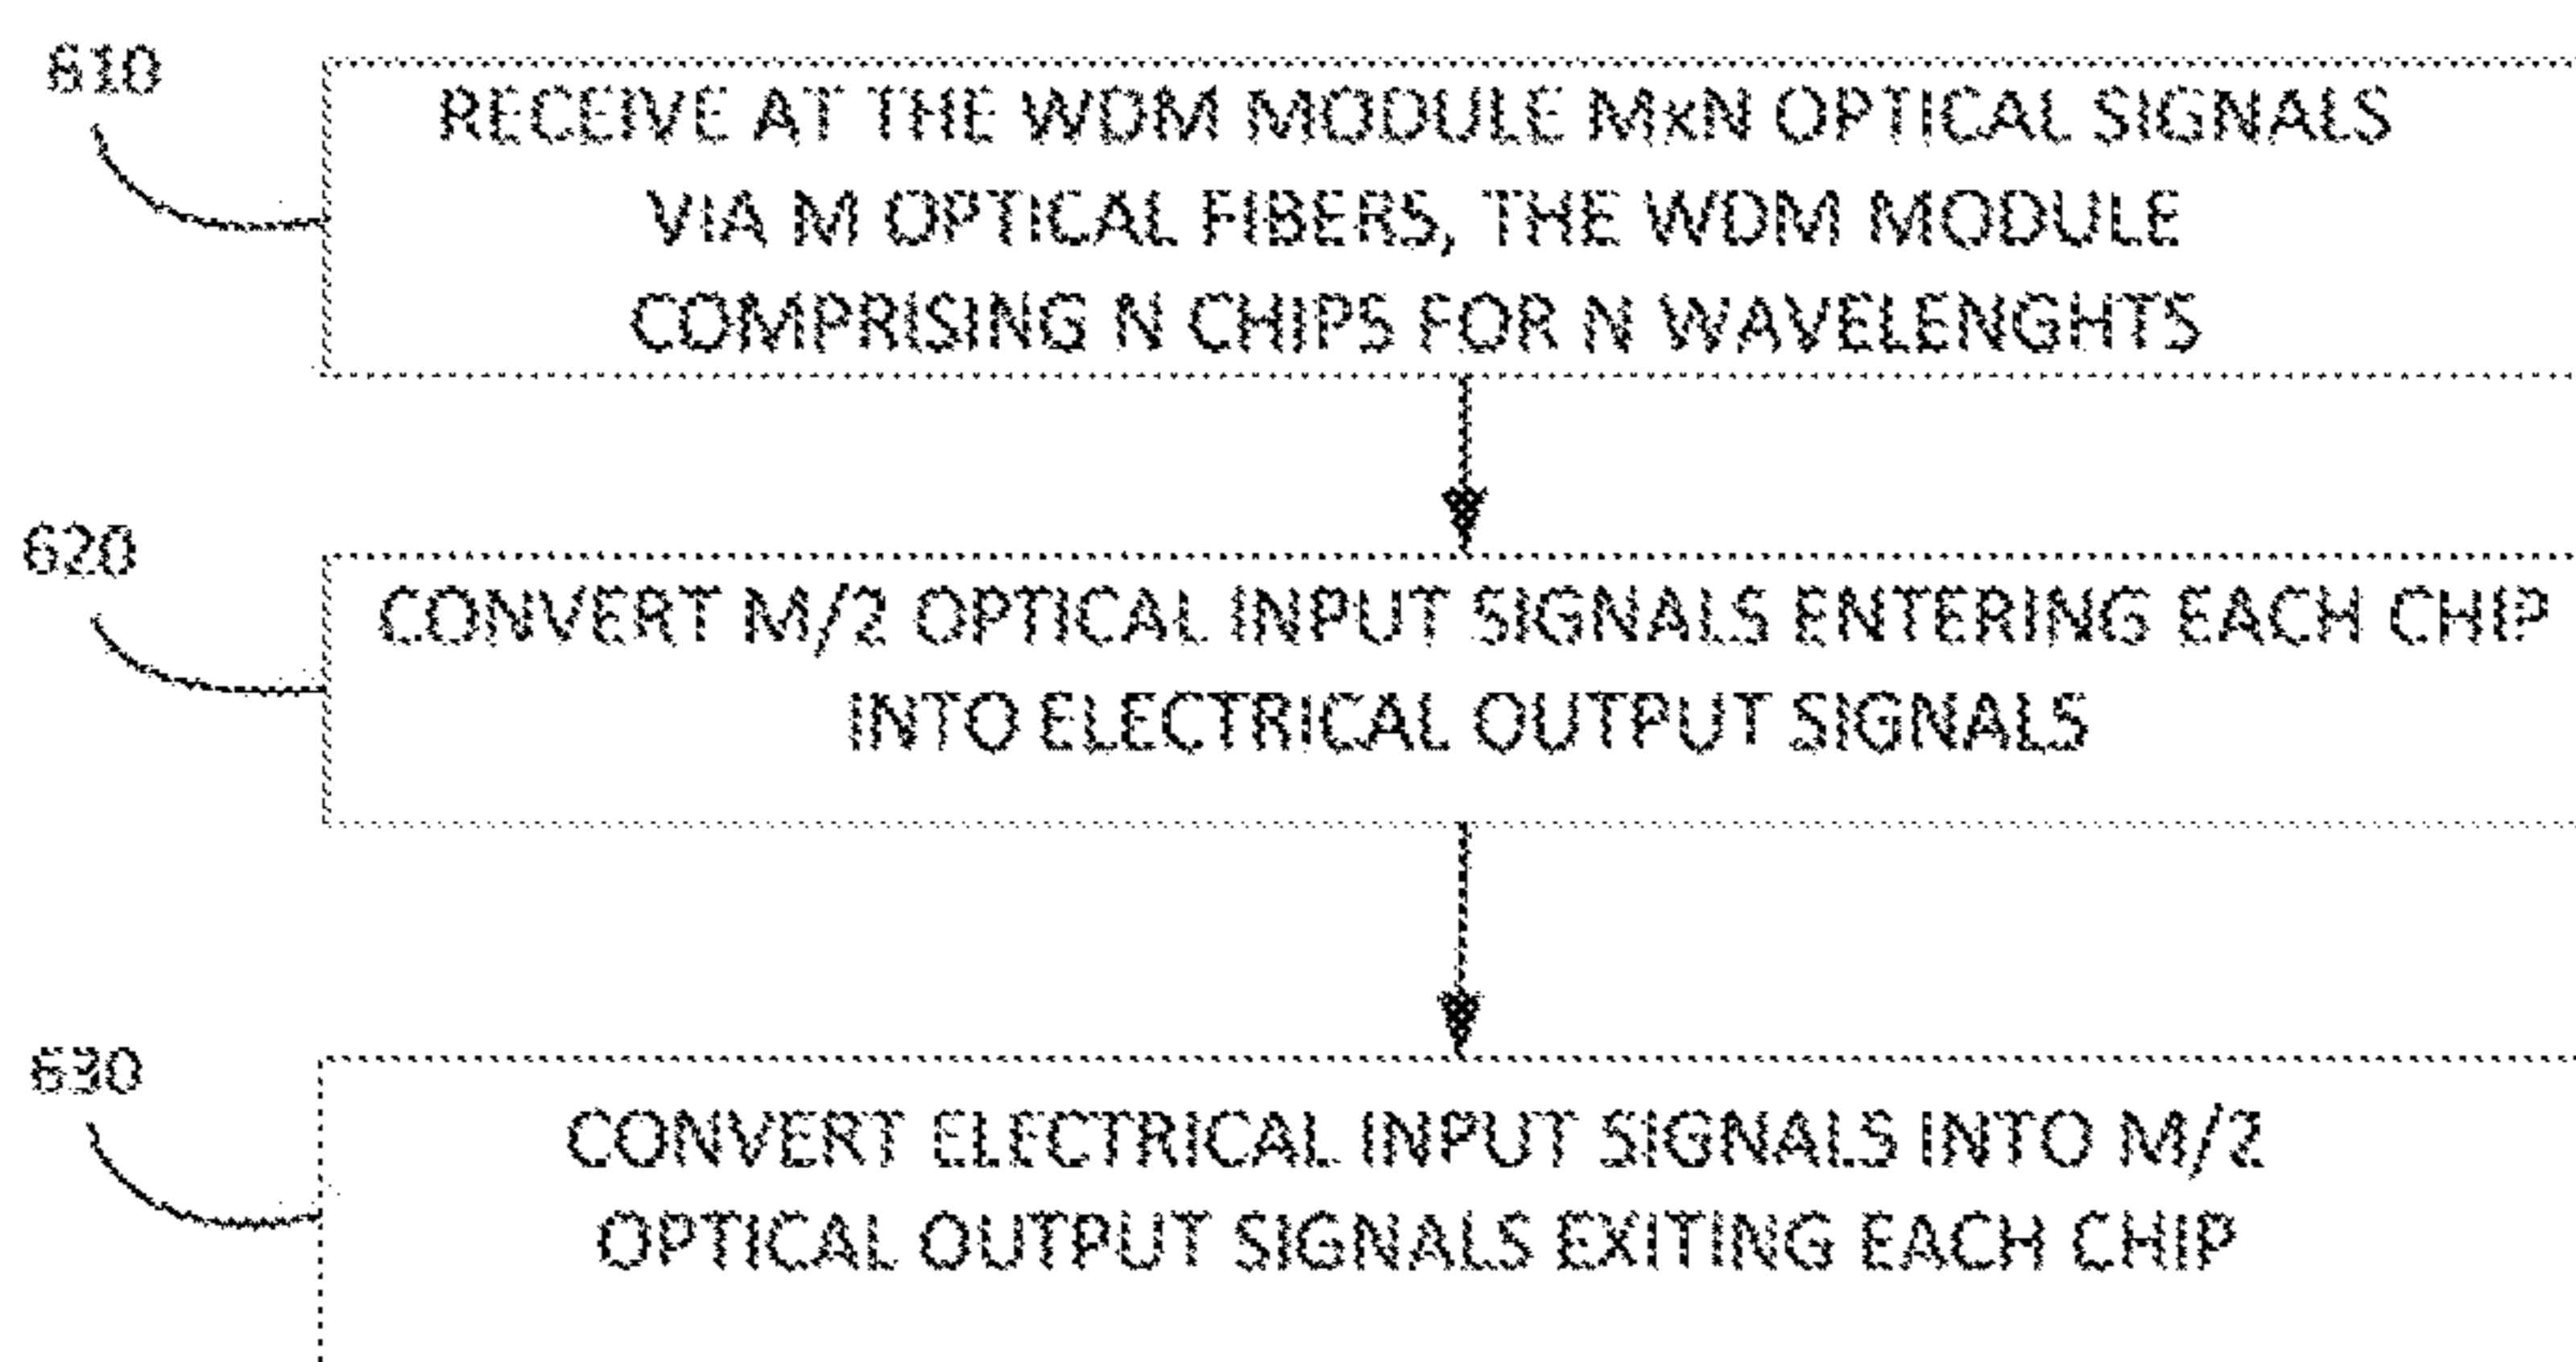 610
RECEIVE AT THE WDM MODULE MxN OPTICAL SIGNALS
VIA M OPTICAL FIBERS, THE WDM MODULE
COMPRISING N CHIPS FOR N WAVELENGHTS
620
CONVERT M/2 OPTICAL INPUT SIGNALS ENTERING EACH CHIP
INTO ELECTRICAL OUTPUT SIGNALS
630
CONVERT ELECTRICAL INPUT SIGNALS INTO M/2
OPTICAL OUTPUT SIGNALS EXITING EACH CHIP